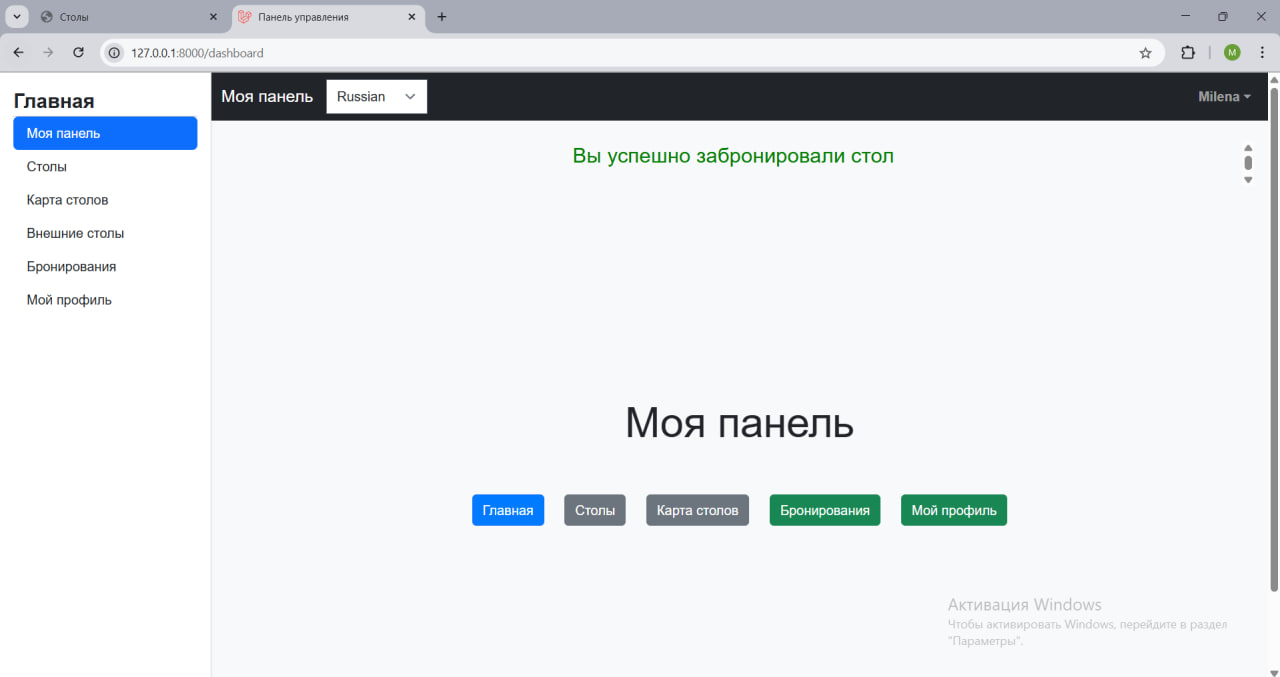 Столы
Панель управления
127.0.0.1:8000/dashboard
M
Главная
Моя панель
Столы
Карта столов
Внешние столы
Бронирования
Мой профиль
Моя панель
Russian
Milena
Вы успешно забронировали стол
Моя панель
Главная
Столы
Карта столов
Бронирования
Мой профиль
Активация Windows
Чтобы активировать Windows, перейдите в раздел
"Параметры".